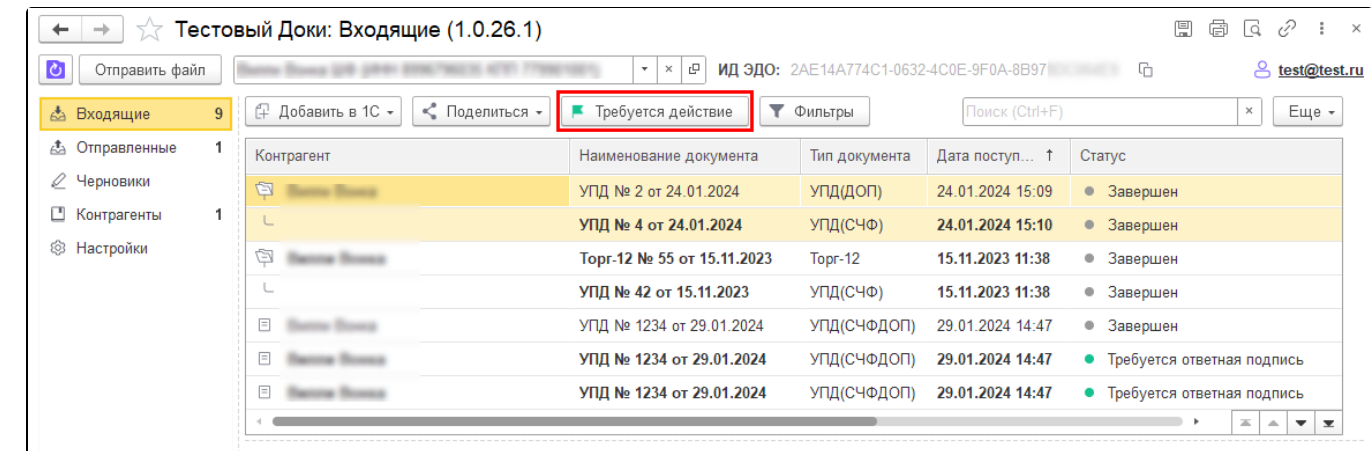 Тестовый Доки: Входящие (1.0.26.1)
Отправить файл ИД ЭДО: 2AE14A774C1-0632-4C0E-9F0A-8B97 test@test.ru
Входящие 9 Добавить в 1С Поделиться Требуется действие Фильтры Поиск (Ctrl+F) Еще
Отправленные 1 Контрагент Наименование документа Тип документа Дата поступ... ↑ Статус
Черновики УПД № 2 от 24.01.2024 УПД(ДОП) 24.01.2024 15:09 Завершен
Контрагенты 1 УПД № 4 от 24.01.2024 УПД(СЧФ) 24.01.2024 15:10 Завершен
Настройки Торг-12 № 55 от 15.11.2023 Торг-12 15.11.2023 11:38 Завершен
УПД № 42 от 15.11.2023 УПД(СЧФ) 15.11.2023 11:38 Завершен
УПД № 1234 от 29.01.2024 УПД(СЧФДОП) 29.01.2024 14:47 Завершен
УПД № 1234 от 29.01.2024 УПД(СЧФДОП) 29.01.2024 14:47 Требуется ответная подпись
УПД № 1234 от 29.01.2024 УПД(СЧФДОП) 29.01.2024 14:47 Требуется ответная подпись